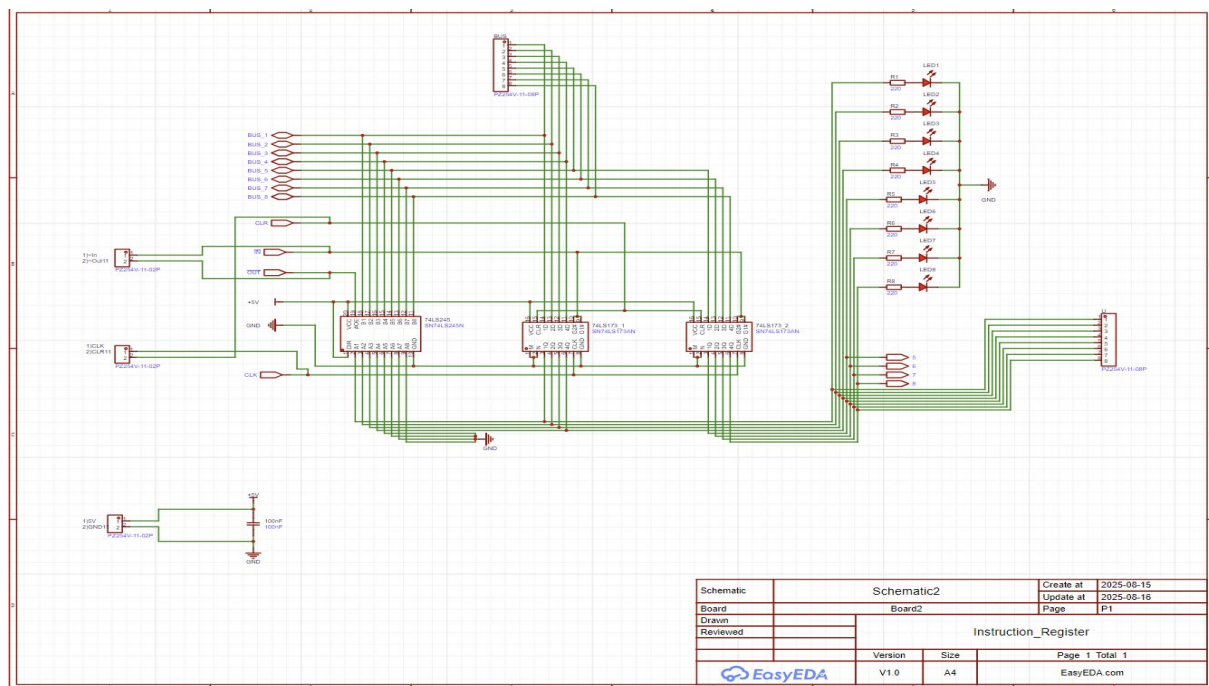 BUS
PZ254V-11-08P
BUS_1
BUS_2
BUS_3
BUS_4
BUS_5
BUS_6
BUS_7
BUS_8
CLR
IN
OUT
1)~In
2)~Out11
PZ254V-11-02P
+5V
GND
74LS245
SN74LS245N
74LS173_1
SN74LS173AN
74LS173_2
SN74LS173AN
1)CLK
2)CLR11
PZ254V-11-02P
CLK
GND
LED1
R1
220
LED2
R2
220
LED3
R3
220
LED4
R4
220
LED5
R5
220
LED6
R6
220
LED7
R7
220
LED8
R8
220
GND
5
6
7
8
PZ254V-11-08P
+5V
1)5V
2)GND11
PZ254V-11-02P
100nF
100nF
GND
Schematic
Schematic2
Create at 2025-08-15
Update at 2025-08-16
Board
Board2
Page P1
Drawn
Reviewed
Instruction_Register
Version Size Page 1 Total 1
EasyEDA V1.0 A4 EasyEDA.com